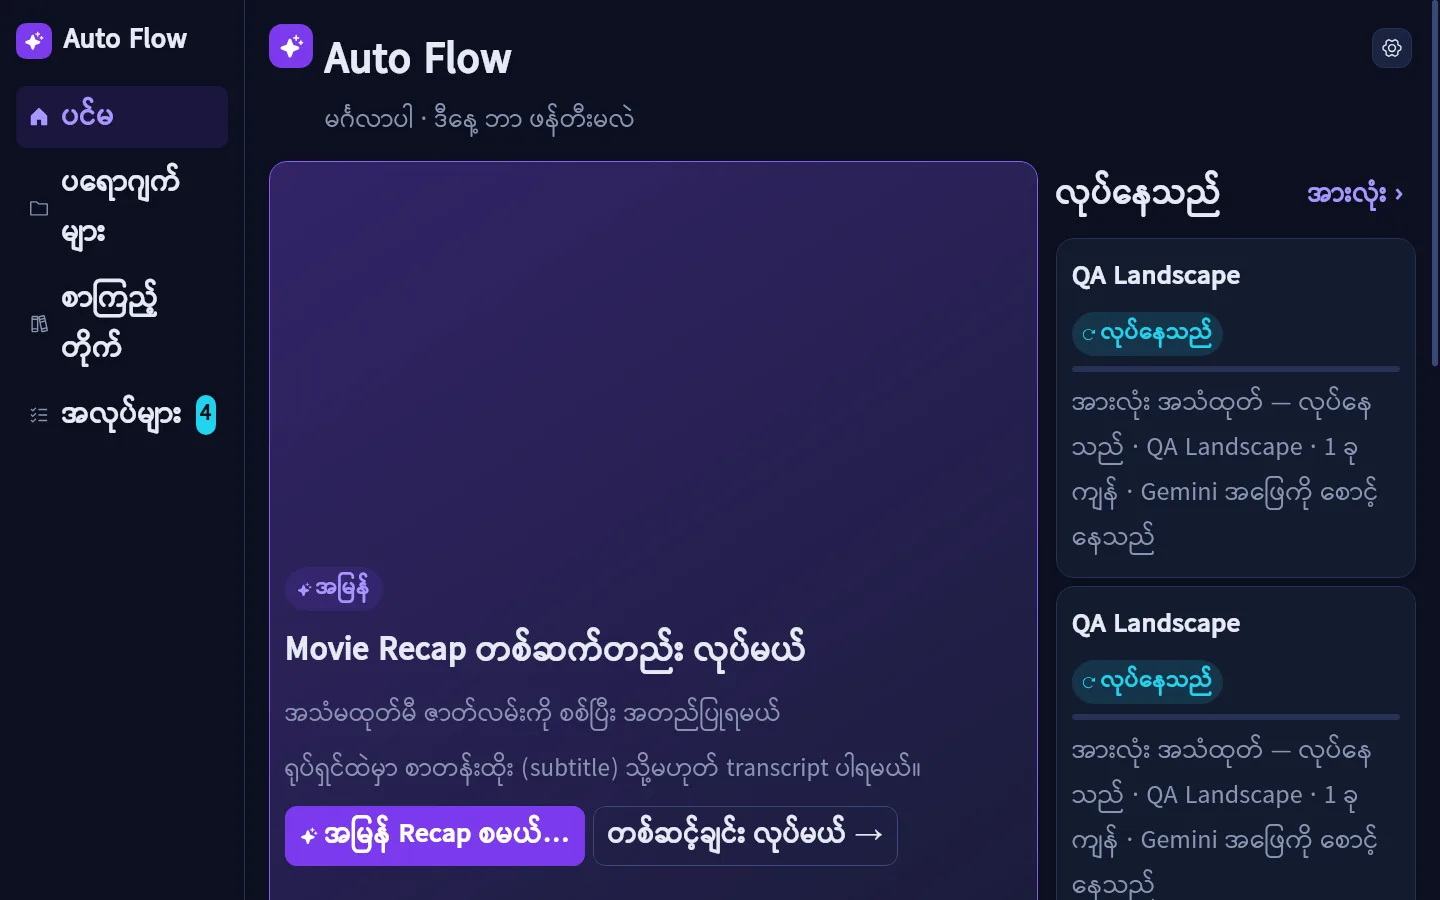 Auto Flow
ပင်မ
ပရောဂျက်
များ
စာကြည့်
တိုက်
အလုပ်များ 4
Auto Flow
မင်္ဂလာပါ · ဒီနေ့ ဘာ ဖန်တီးမလဲ
အမြန်
Movie Recap တစ်ဆက်တည်း လုပ်မယ်
အသံမထုတ်မီ ဇာတ်လမ်းကို စစ်ပြီး အတည်ပြုရမယ်
ရုပ်ရှင်ထဲမှာ စာတန်းထိုး (subtitle) သို့မဟုတ် transcript ပါရမယ်။
အမြန် Recap စမယ်…
တစ်ဆင့်ချင်း လုပ်မယ် →
လုပ်နေသည်
အားလုံး ›
QA Landscape
လုပ်နေသည်
အားလုံး အသံထုတ် — လုပ်နေ
သည် · QA Landscape · 1 ခု
ကျန် · Gemini အဖြေကို စောင့်
နေသည်
QA Landscape
လုပ်နေသည်
အားလုံး အသံထုတ် — လုပ်နေ
သည် · QA Landscape · 1 ခု
ကျန် · Gemini အဖြေကို စောင့်
နေသည်